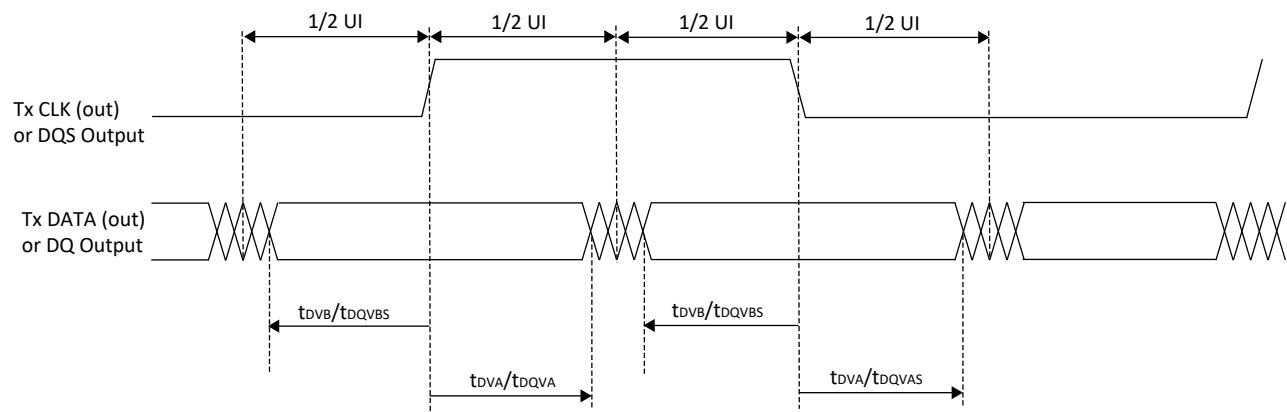 1/2 UI
1/2 UI
1/2 UI
1/2 UI
Tx CLK (out)
or DQS Output
Tx DATA (out)
or DQ Output
tDVB/tDQVBS
tDVB/tDQVBS
tDVA/tDQVA
tDVA/tDQVAS